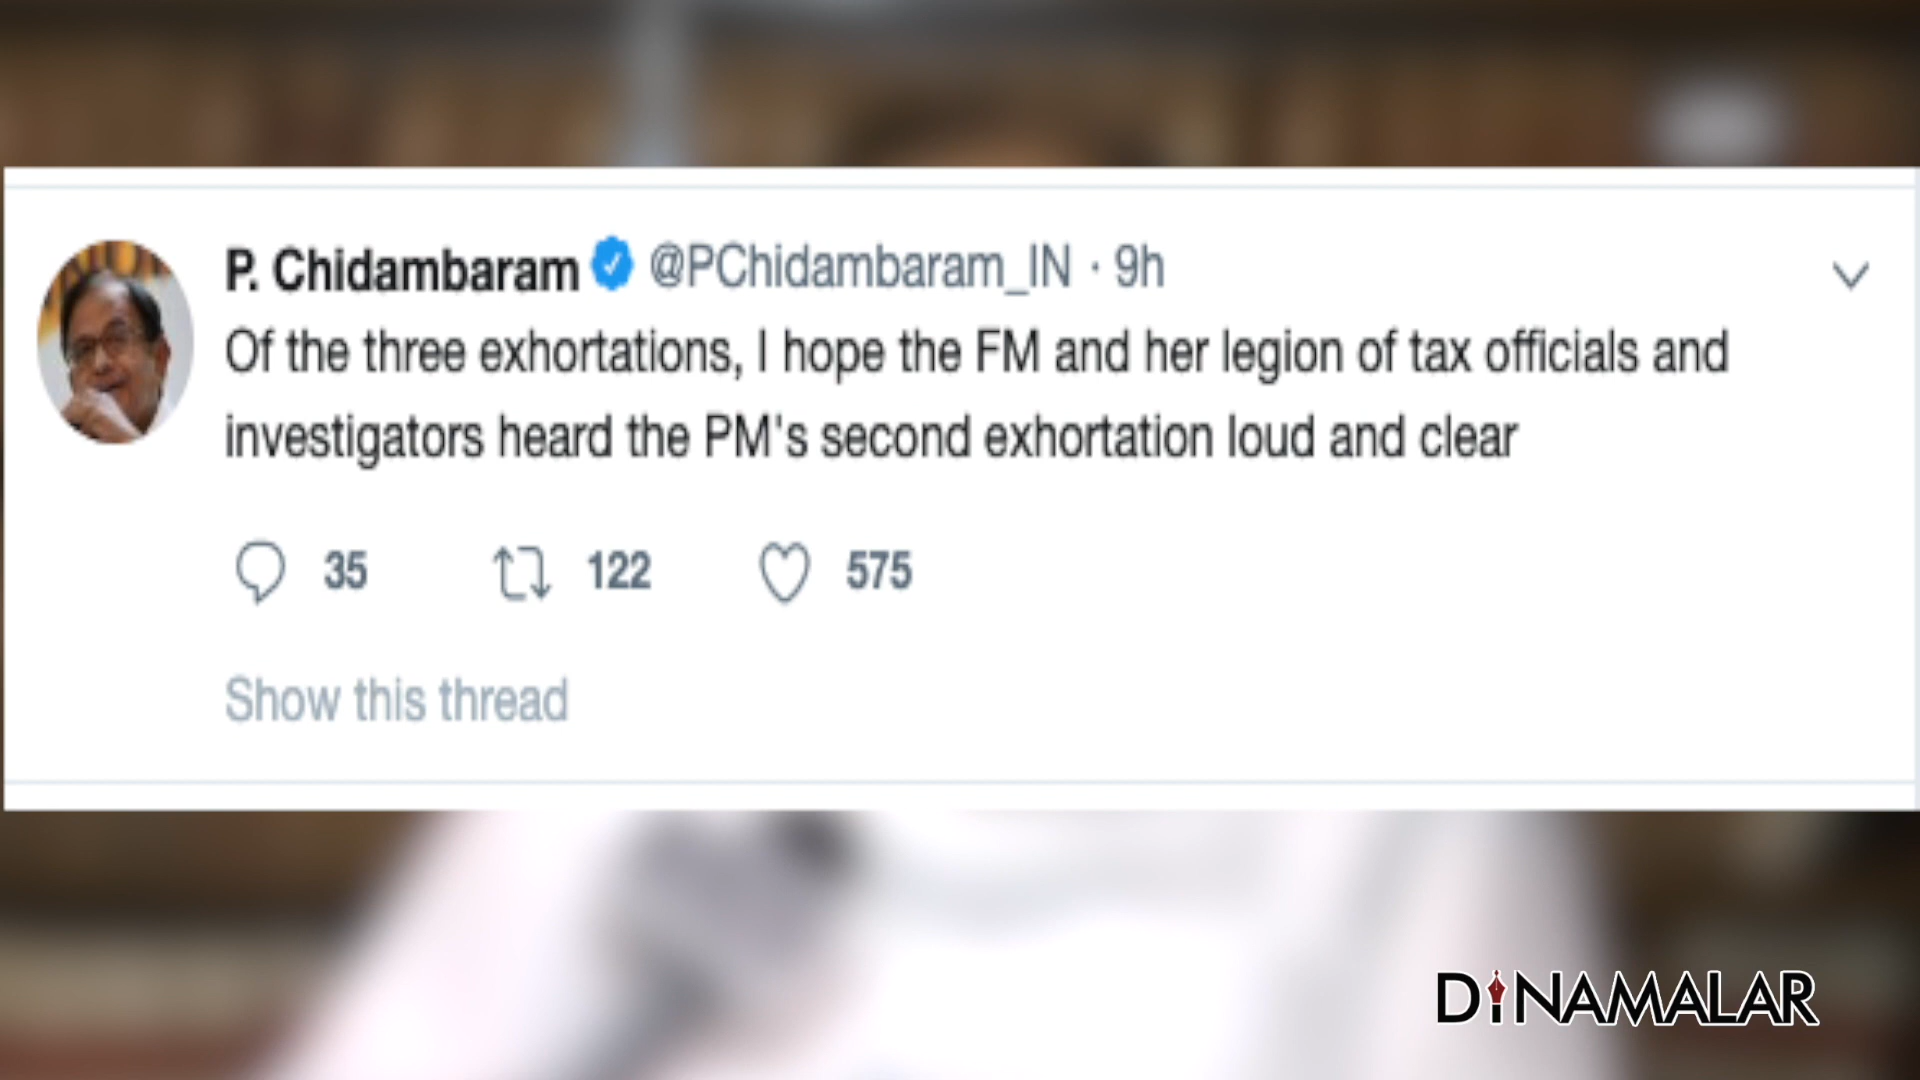 P. Chidambaram @PChidambaram_IN · 9h
Of the three exhortations, I hope the FM and her legion of tax officials and
investigators heard the PM's second exhortation loud and clear
35 122 575
Show this thread
DINAMALAR